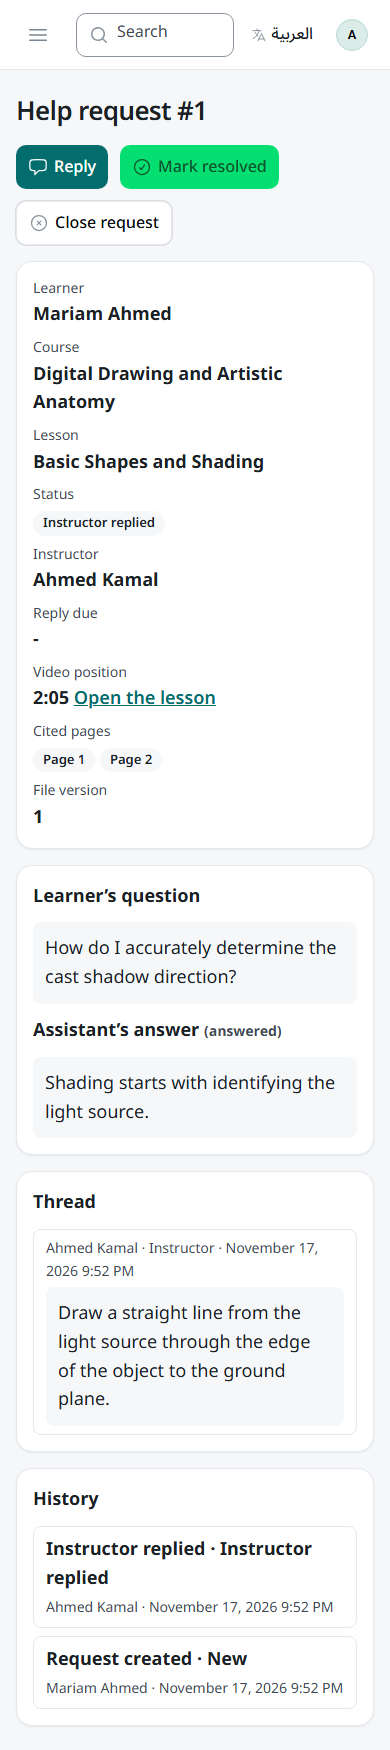 Search
العربية
A
Help request #1
Reply
Mark resolved
Close request
Learner
Mariam Ahmed
Course
Digital Drawing and Artistic
Anatomy
Lesson
Basic Shapes and Shading
Status
Instructor replied
Instructor
Ahmed Kamal
Reply due
-
Video position
2:05 Open the lesson
Cited pages
Page 1 Page 2
File version
1
Learner’s question
How do I accurately determine the
cast shadow direction?
Assistant’s answer (answered)
Shading starts with identifying the
light source.
Thread
Ahmed Kamal · Instructor · November 17,
2026 9:52 PM
Draw a straight line from the
light source through the edge
of the object to the ground
plane.
History
Instructor replied · Instructor
replied
Ahmed Kamal · November 17, 2026 9:52 PM
Request created · New
Mariam Ahmed · November 17, 2026 9:52 PM